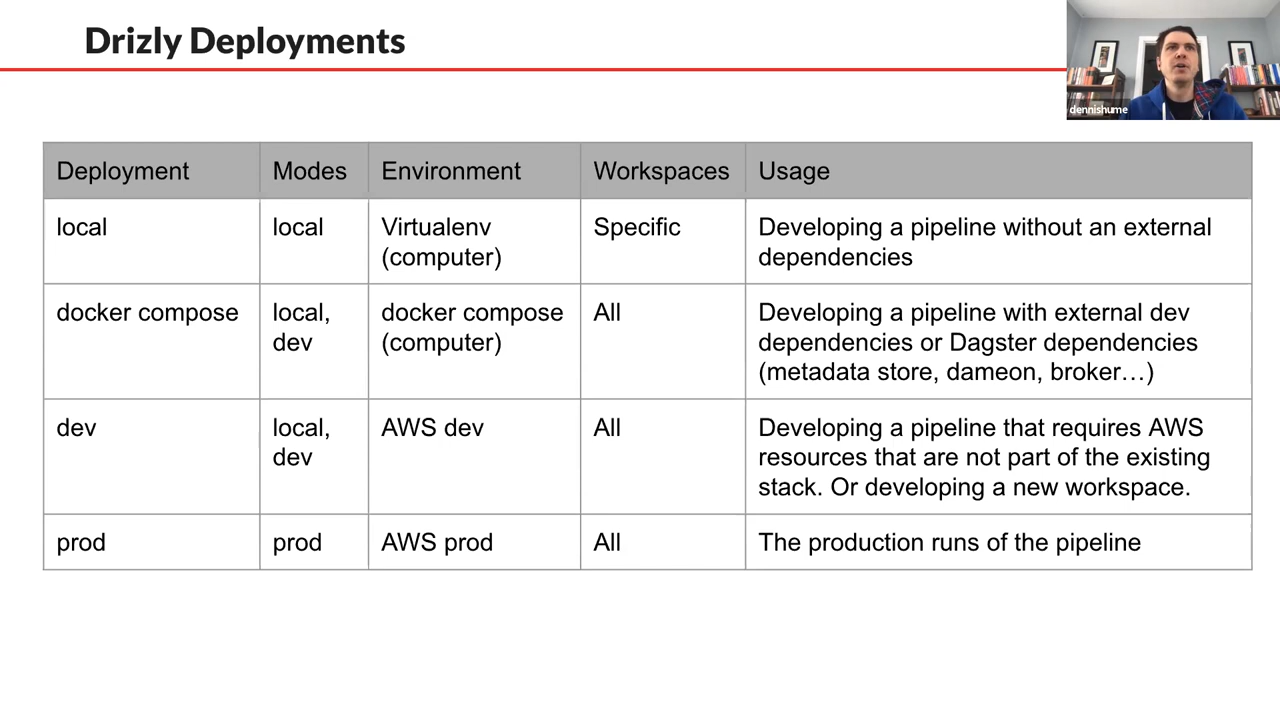 Drizly Deployments
dennishume
Deployment Modes Environment Workspaces Usage
local local Virtualenv Specific Developing a pipeline without an external
(computer) dependencies
docker compose local, docker compose All Developing a pipeline with external dev
dev (computer) dependencies or Dagster dependencies
(metadata store, dameon, broker…)
dev local, AWS dev All Developing a pipeline that requires AWS
dev resources that are not part of the existing
stack. Or developing a new workspace.
prod prod AWS prod All The production runs of the pipeline